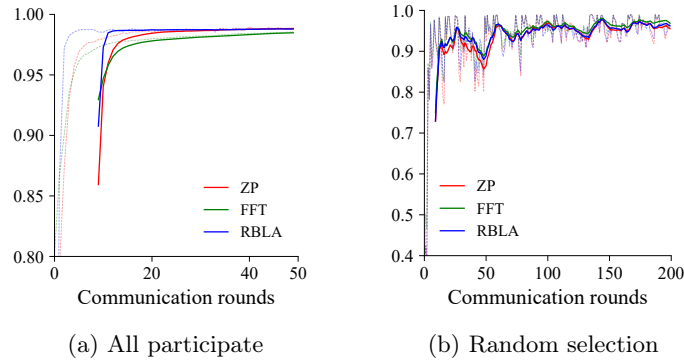 1.00
0.95
0.90
0.85
0.80
0
20
40
50
ZP
FFT
RBLA
Communication rounds
(a) All participate
1.0
0.9
0.8
0.7
0.6
0.5
0.4
0
50
100
150
200
ZP
FFT
RBLA
Communication rounds
(b) Random selection